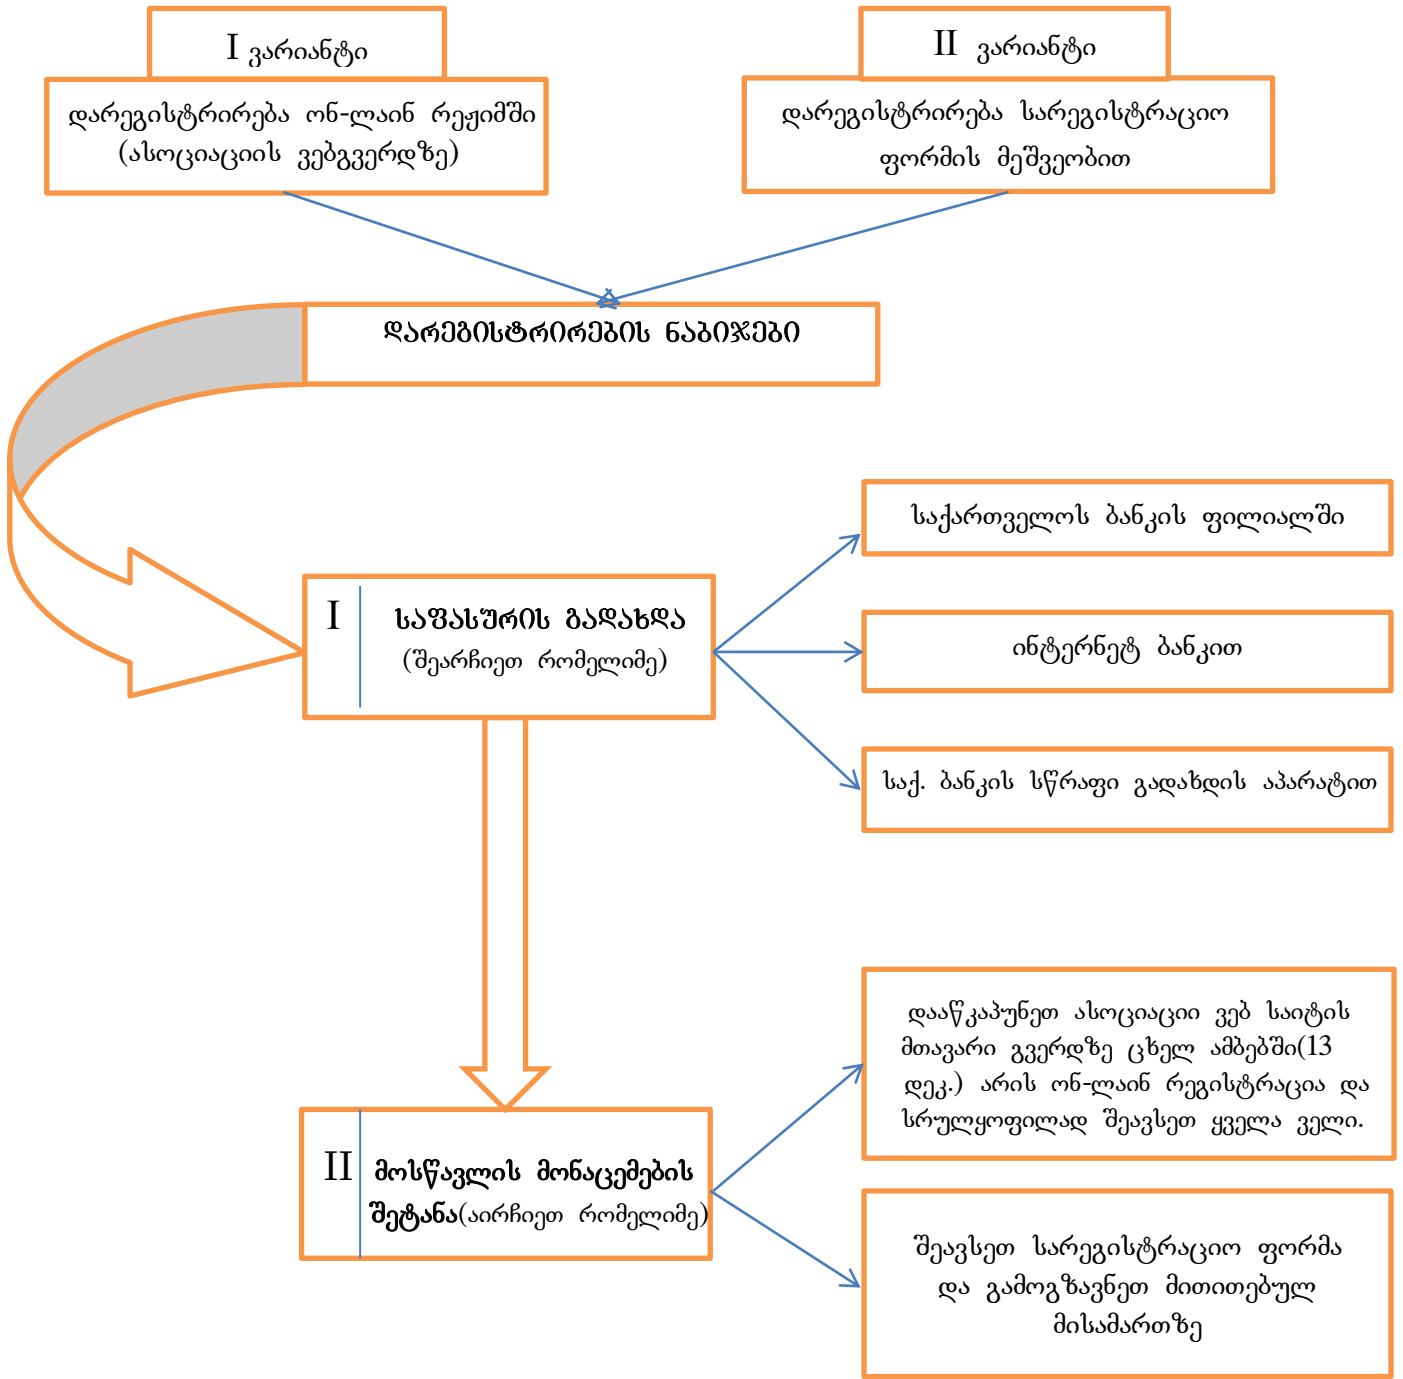 I ვარიანტი
დარეგისტრირება ონ-ლაინ რეჟიმში
(ასოციაციის ვებგვერდზე)
II ვარიანტი
დარეგისტრირება სარეგისტრაციო
ფორმის მეშვეობით
დარეგისტრირების ნაბიჯები
I საფასურის გადახდა
(შეარჩიეთ რომელიმე)
საქართველოს ბანკის ფილიალში
ინტერნეტ ბანკით
საქ. ბანკის სწრაფი გადახდის აპარატით
II მოსწავლის მონაცემების
შეტანა(აირჩიეთ რომელიმე)
დააწკაპუნეთ ასოციაციი ვებ საიტის
მთავარი გვერდზე ცხელ ამბებში(13
დეკ.) არის ონ-ლაინ რეგისტრაცია და
სრულყოფილად შეავსეთ ყველა ველი.
შეავსეთ სარეგისტრაციო ფორმა
და გამოგზავნეთ მითითებულ
მისამართზე